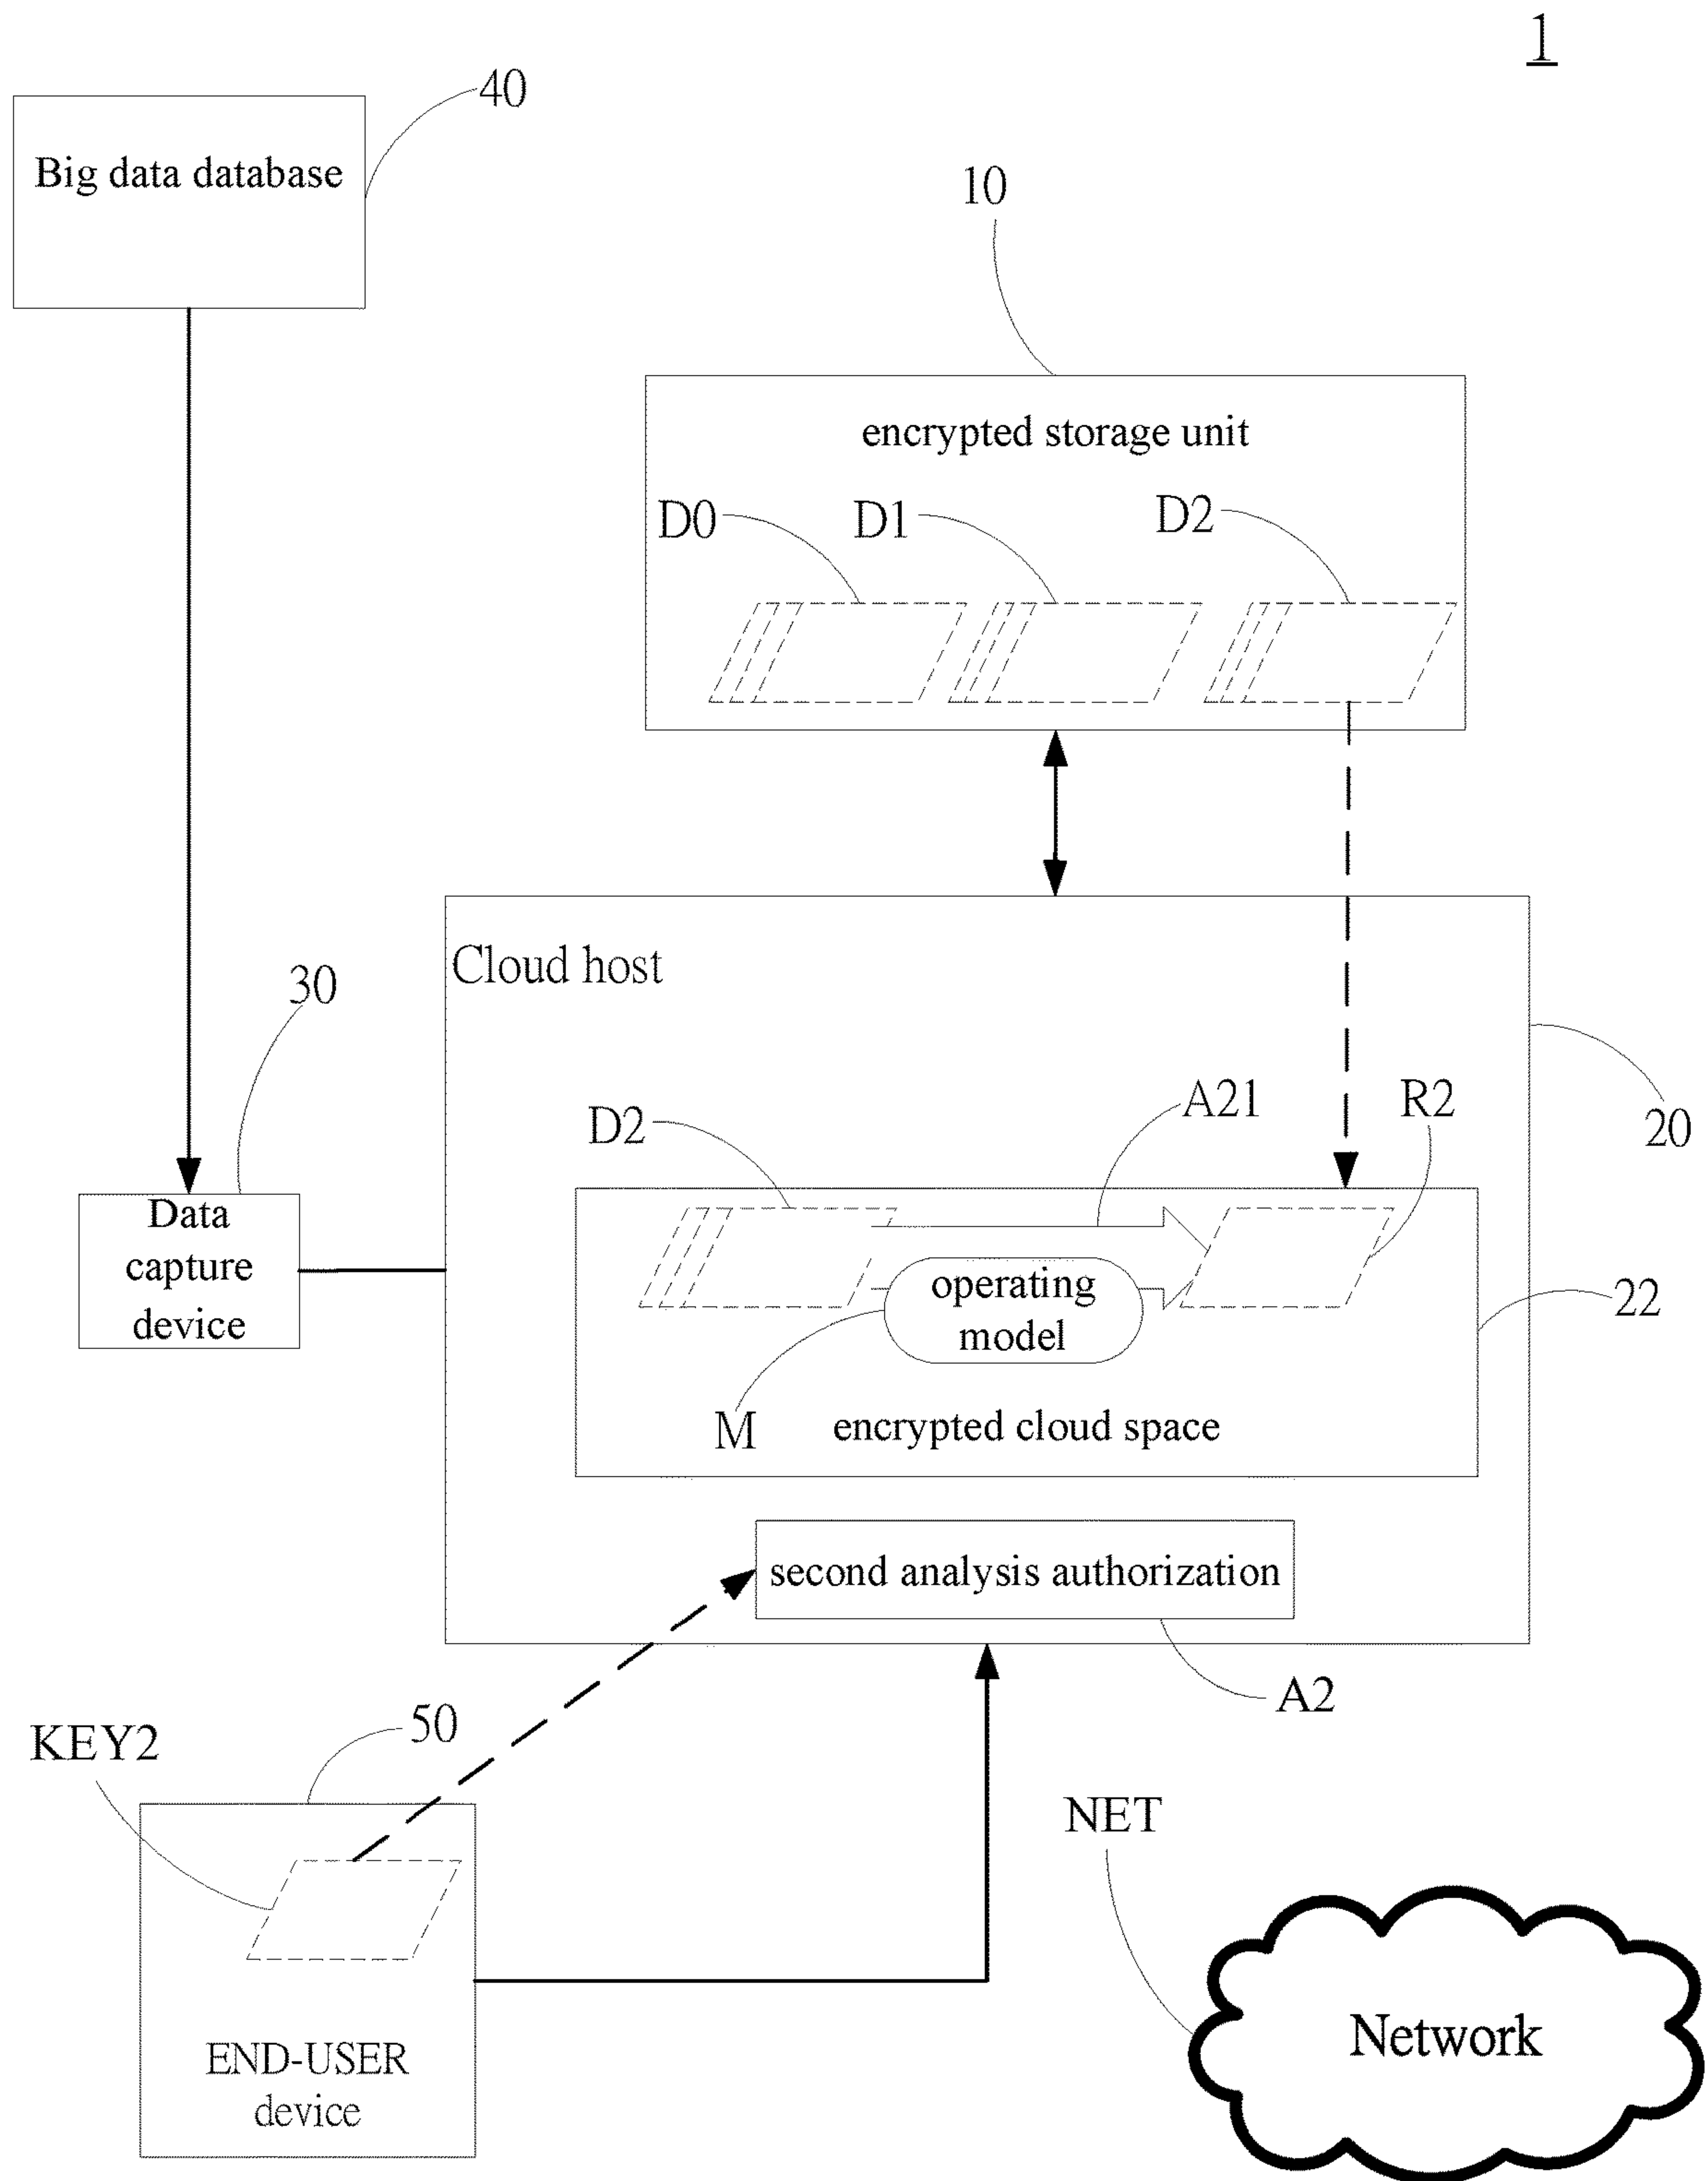 1
40
Big data database
10
encrypted storage unit
D0
D1
D2
Cloud host
30
20
A21
R2
D2
Data
capture
device
operating
model
22
M
encrypted cloud space
second analysis authorization
A2
50
KEY2
NET
Network
END-USER
device